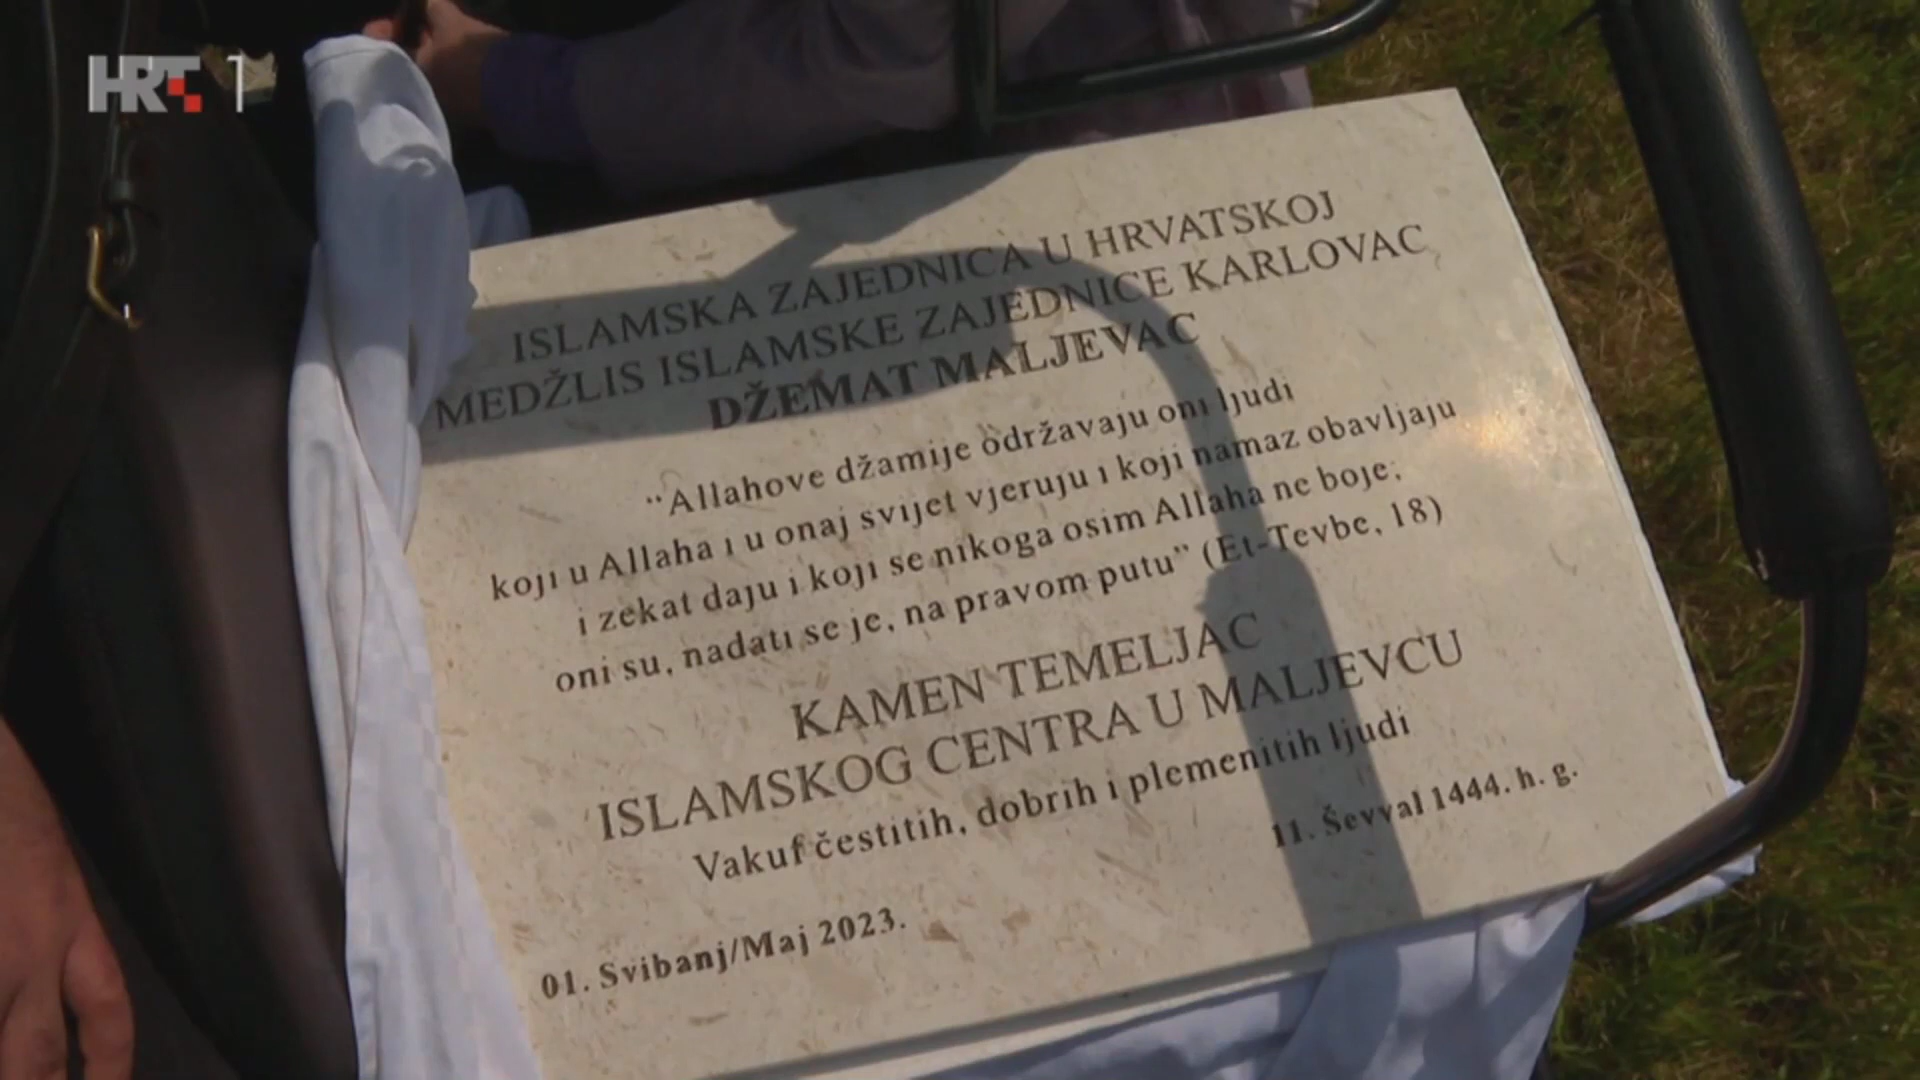 HRT 1
ISLAMSKA ZAJEDNICA U HRVATSKOJ
MEDŽLIS ISLAMSKE ZAJEDNICE KARLOVAC
DŽEMAT MALJEVAC
"Allahove džamije održavaju oni ljudi
koji u Allaha i u onaj svijet vjeruju i koji namaz obavljaju
i zekat daju i koji se nikoga osim Allaha ne boje;
oni su, nadati se je, na pravom putu" (Et-Tevbe, 18)
KAMEN TEMELJAC
ISLAMSKOG CENTRA U MALJEVCU
Vakuf čestitih, dobrih i plemenitih ljudi
11. Ševval 1444. h. g.
01. Svibanj/Maj 2023.